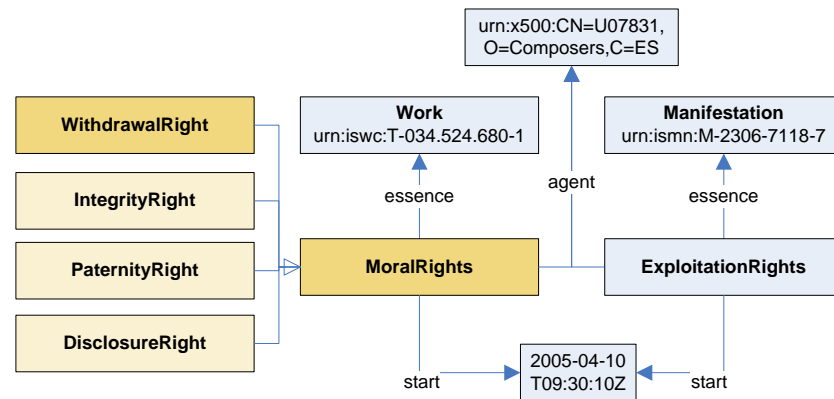 urn:x500:CN=U07831,
O=Composers,C=ES
WithdrawalRight
Work
urn:iswc:T-034.524.680-1
Manifestation
urn:ismn:M-2306-7118-7
IntegrityRight
essence
agent
essence
PaternityRight
MoralRights
ExploitationRights
DisclosureRight
2005-04-10
T09:30:10Z
start
start